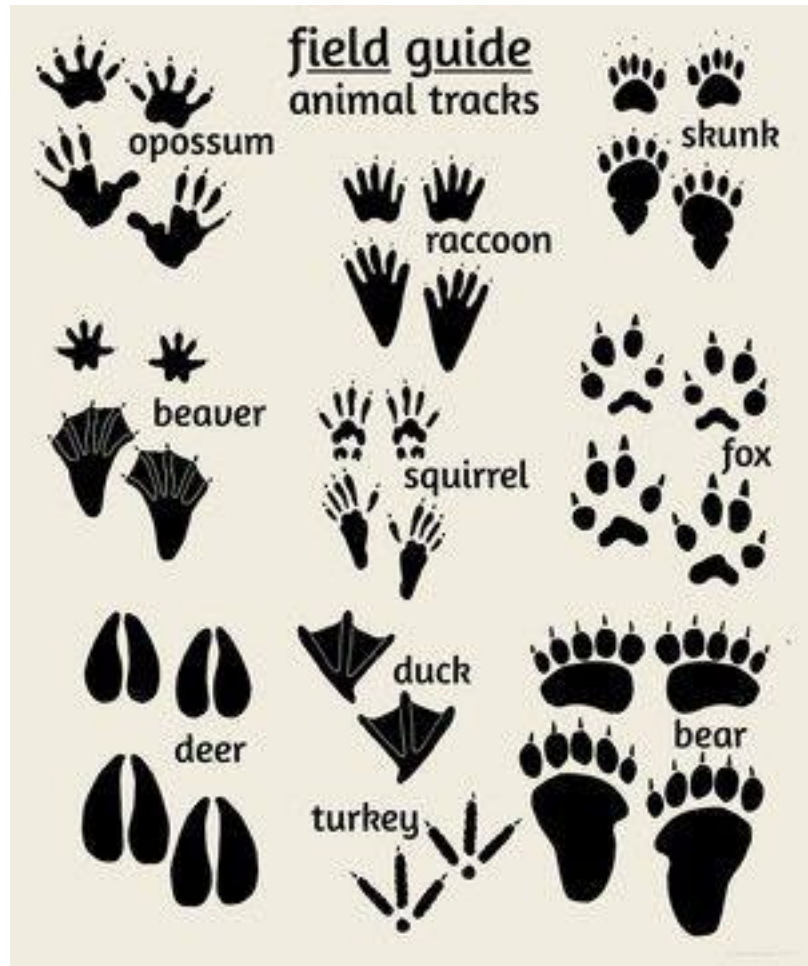 field guide
animal tracks
opossum
skunk
raccoon
beaver
squirrel
fox
duck
deer
bear
turkey